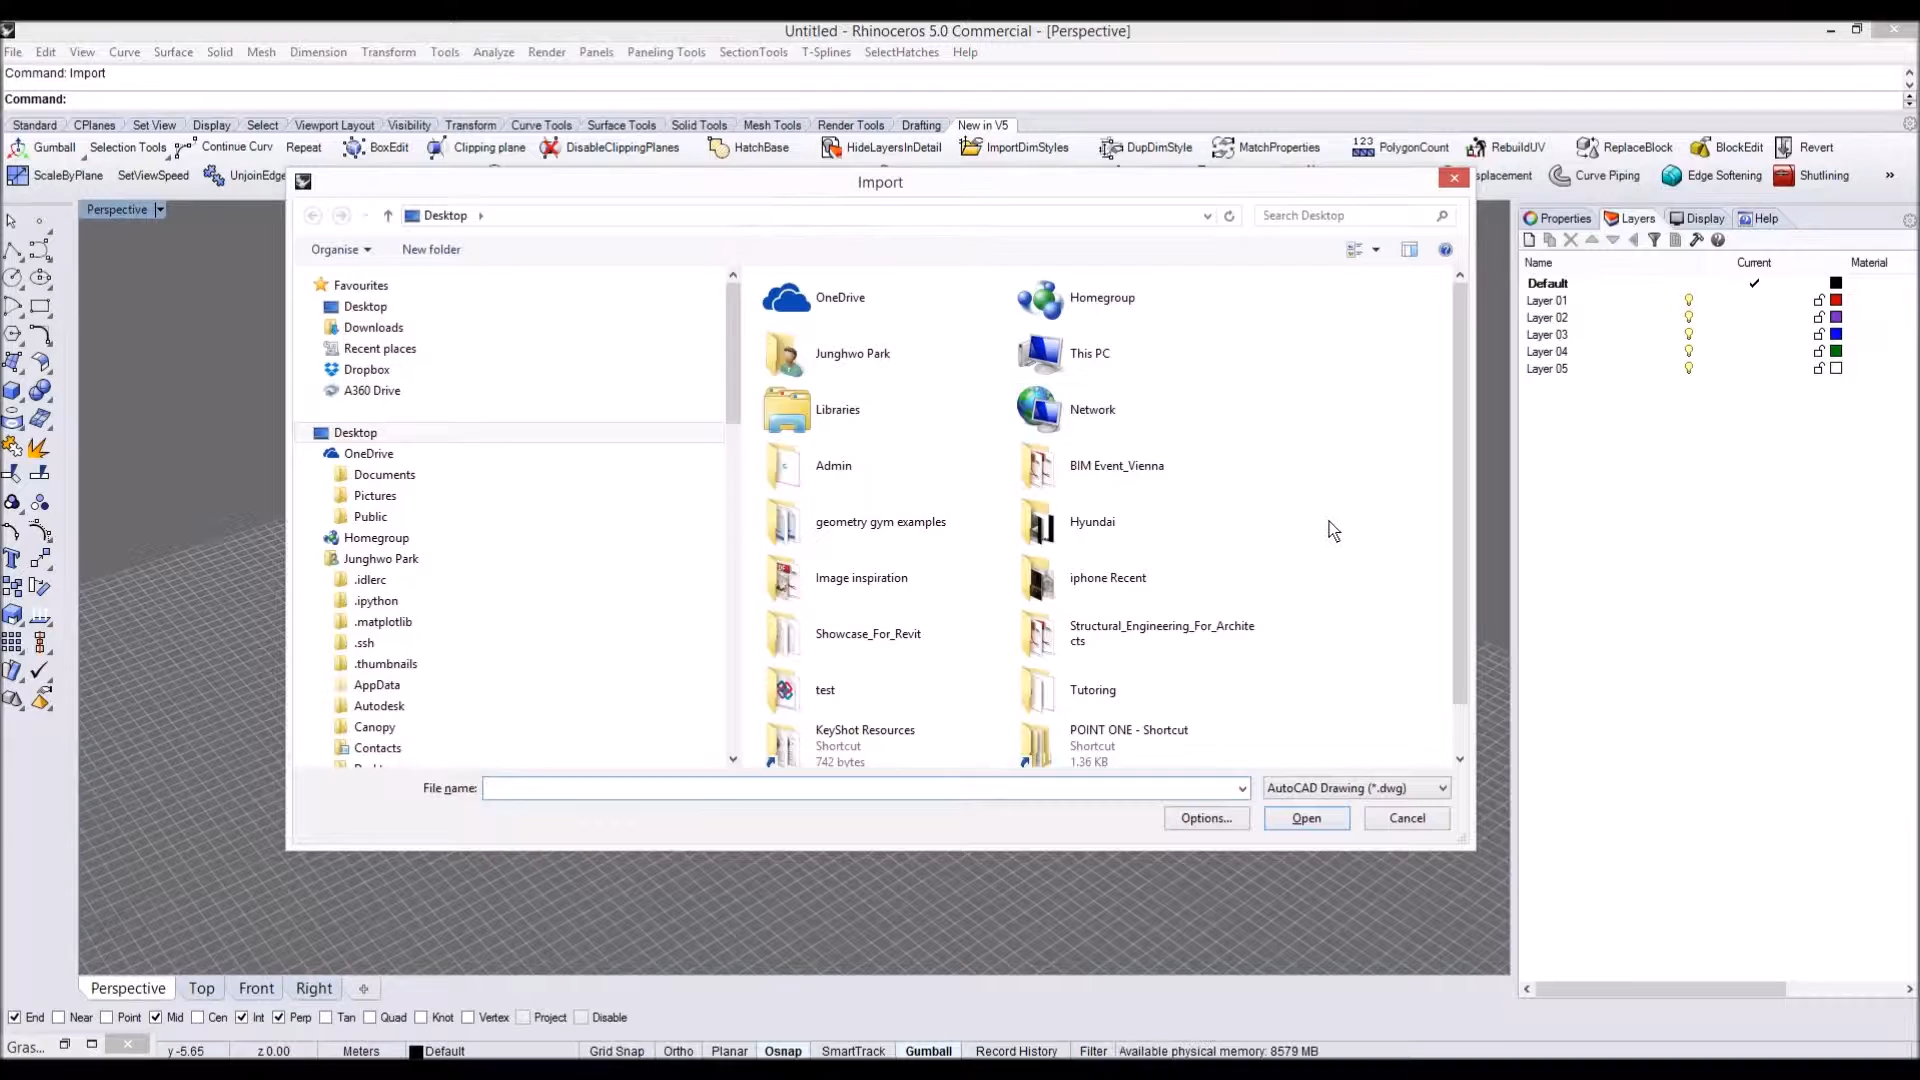 Untitled - Rhinoceros 5.0 Commercial - [Perspective]
File Edit View Curve Surface Solid Mesh Dimension Transform Tools Analyze Render Panels Paneling Tools SectionTools T-Splines SelectHatches Help
Command: Import
Command:
Standard CPlanes Set View Display Select Viewport Layout Visibility Transform Curve Tools Surface Tools Solid Tools Mesh Tools Render Tools Drafting New in V5
Gumball Selection Tools Continue Curv Repeat BoxEdit Clipping plane DisableClippingPlanes HatchBase HideLayersInDetail ImportDimStyles DupDimStyle MatchProperties 123 PolygonCount RebuildUV ReplaceBlock BlockEdit Revert
ScaleByPlane SetViewSpeed UnjoinEdge splacement Curve Piping Edge Softening Shutlining »
Import
Perspective
Desktop
Search Desktop
Properties Layers Display Help
Organise New folder
Name Current Material
Default
Layer 01
Layer 02
Layer 03
Layer 04
Layer 05
Favourites
Desktop
Downloads
Recent places
Dropbox
A360 Drive
Desktop
OneDrive
Documents
Pictures
Public
Homegroup
Junghwo Park
.idlerc
.ipython
.matplotlib
.ssh
.thumbnails
AppData
Autodesk
Canopy
Contacts
OneDrive
Homegroup
Junghwo Park
This PC
Libraries
Network
Admin
BIM Event_Vienna
geometry gym examples
Hyundai
Image inspiration
iphone Recent
Showcase_For_Revit
Structural_Engineering_For_Archite
cts
test
Tutoring
KeyShot Resources
Shortcut
742 bytes
POINT ONE - Shortcut
Shortcut
1.36 KB
File name:
AutoCAD Drawing (*.dwg)
Options... Open Cancel
Perspective Top Front Right
End Near Point Mid Cen Int Perp Tan Quad Knot Vertex Project Disable
Gras... y -5.65 z 0.00 Meters Default Grid Snap Ortho Planar Osnap SmartTrack Gumball Record History Filter Available physical memory: 8579 MB